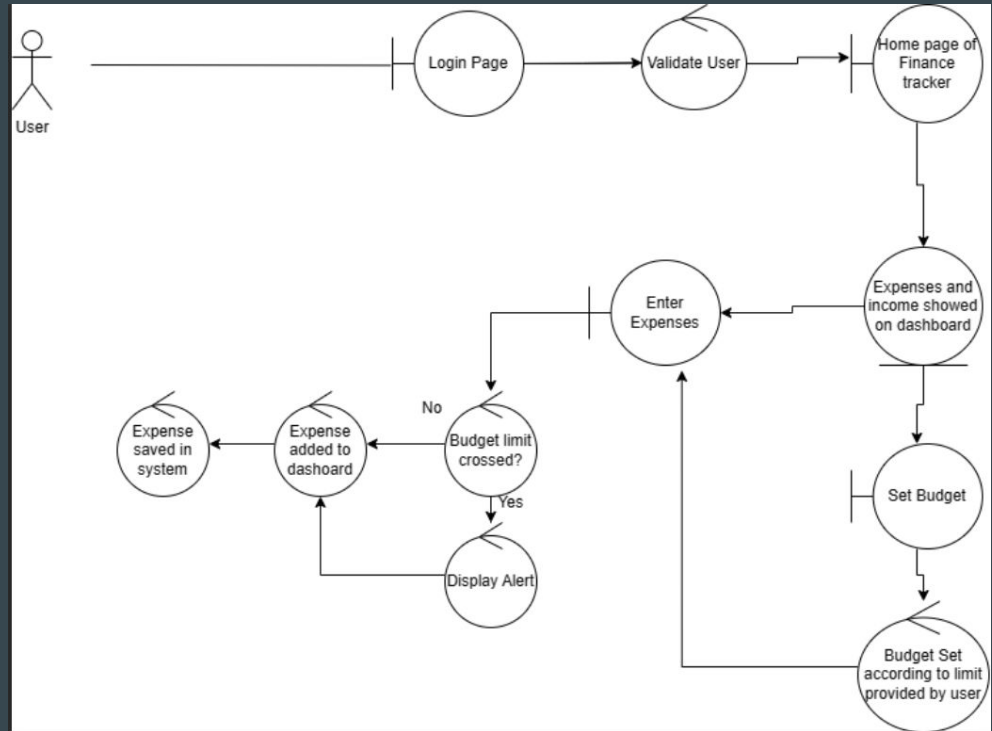 Login Page
Validate User
Home page of
Finance
tracker
User
Expenses and
income showed
on dashboard
Enter
Expenses
No
Expense
saved in
system
Expense
added to
dashoard
Budget limit
crossed?
Yes
Set Budget
Display Alert
Budget Set
according to limit
provided by user